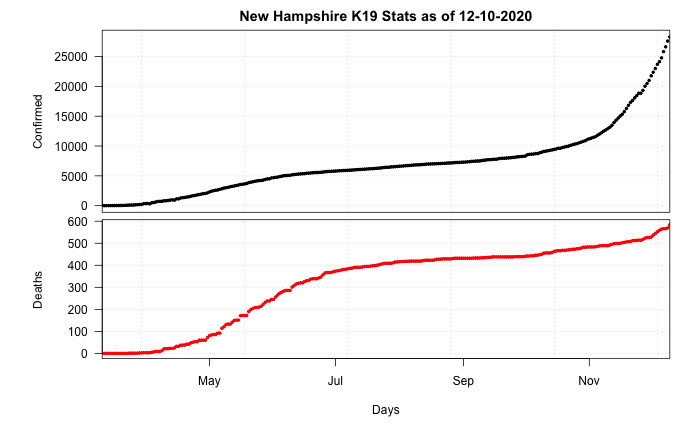 New Hampshire K19 Stats as of 12-10-2020
Confirmed
25000
20000
15000
10000
5000
0
Deaths
600
500
400
300
200
100
0
May Jul Sep Nov
Days